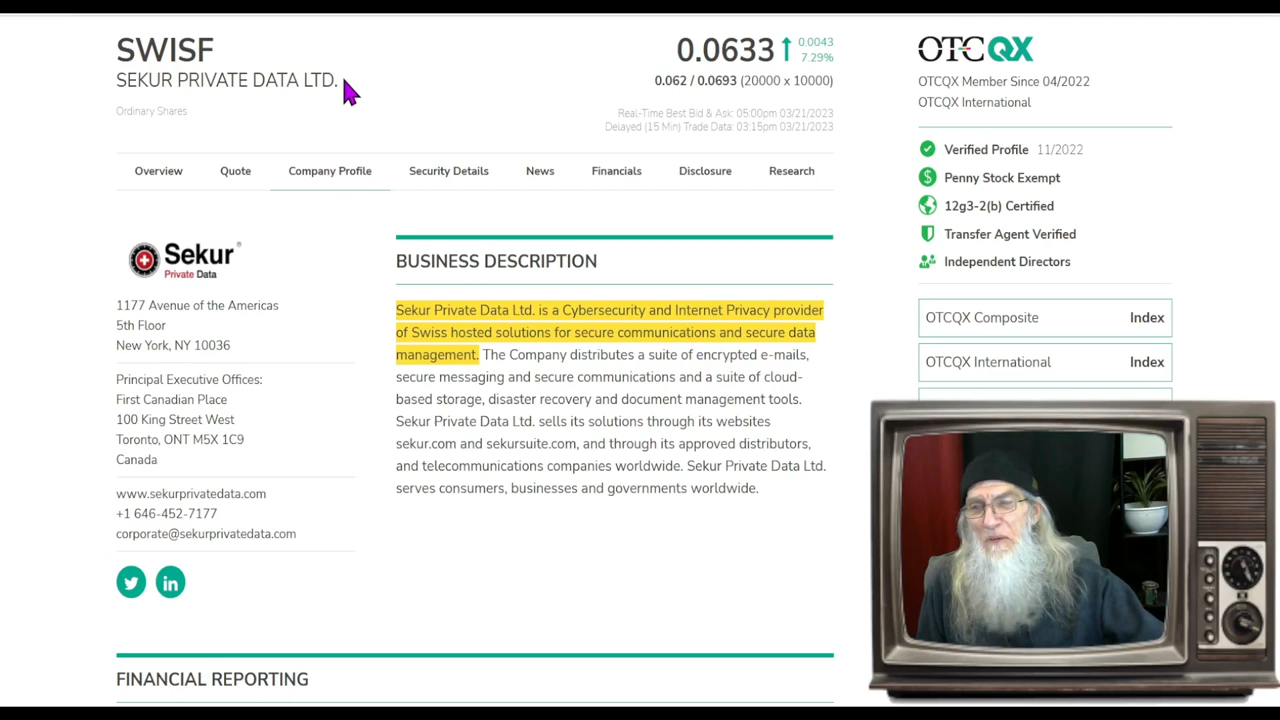 SWISF
SEKUR PRIVATE DATA LTD.
Ordinary Shares
0.0633
0.0043
7.29%
0.062 / 0.0693 (20000 x 10000)
Real-Time Best Bid & Ask: 05:00pm 03/21/2023
Delayed (15 Min) Trade Data: 03:15pm 03/21/2023
OTCQX
OTCQX Member Since 04/2022
OTCQX International
Overview
Quote
Company Profile
Security Details
News
Financials
Disclosure
Research
Verified Profile 11/2022
Penny Stock Exempt
12g3-2(b) Certified
Transfer Agent Verified
Independent Directors
OTCQX Composite Index
OTCQX International Index
Sekur®
Private Data
1177 Avenue of the Americas
5th Floor
New York, NY 10036
Principal Executive Offices:
First Canadian Place
100 King Street West
Toronto, ONT M5X 1C9
Canada
www.sekurprivatedata.com
+1 646-452-7177
corporate@sekurprivatedata.com
BUSINESS DESCRIPTION
Sekur Private Data Ltd. is a Cybersecurity and Internet Privacy provider
of Swiss hosted solutions for secure communications and secure data
management. The Company distributes a suite of encrypted e-mails,
secure messaging and secure communications and a suite of cloud-
based storage, disaster recovery and document management tools.
Sekur Private Data Ltd. sells its solutions through its websites
sekur.com and sekursuite.com, and through its approved distributors,
and telecommunications companies worldwide. Sekur Private Data Ltd.
serves consumers, businesses and governments worldwide.
FINANCIAL REPORTING